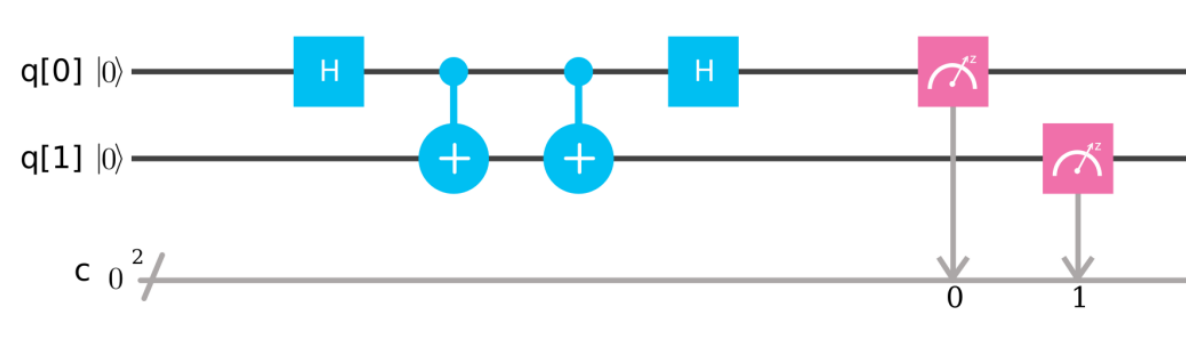 q[0] |0⟩ H H z
q[1] |0⟩ + + z
c 0 2
0 1